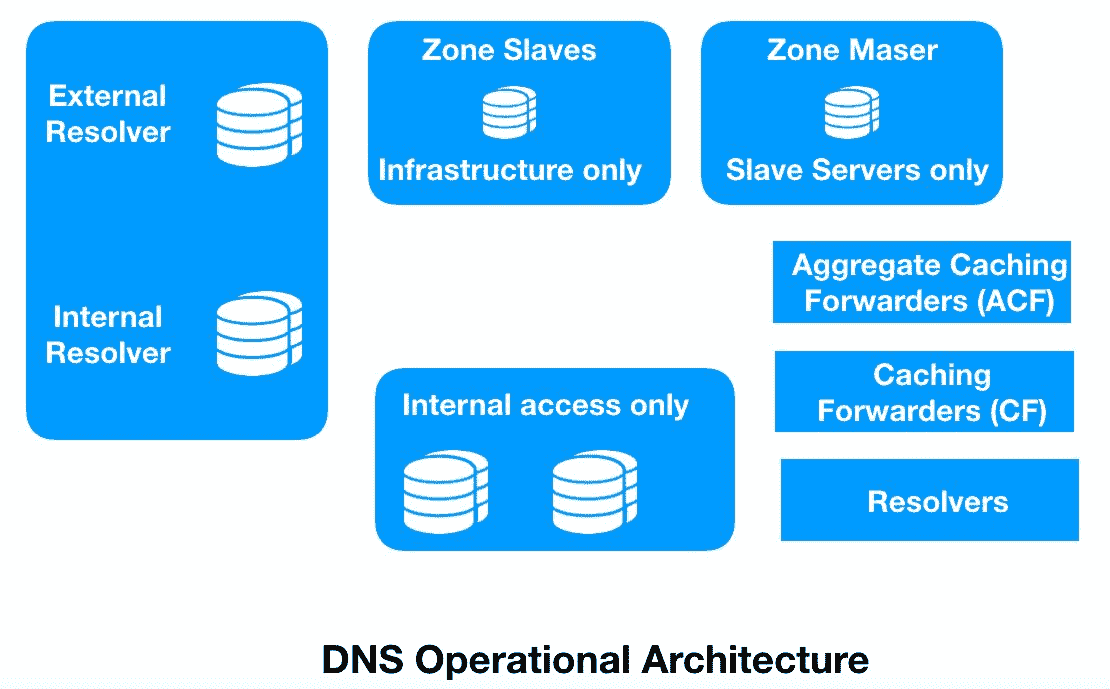 External
Resolver
Internal
Resolver
Zone Slaves
Infrastructure only
Zone Maser
Slave Servers only
Aggregate Caching
Forwarders (ACF)
Caching
Forwarders (CF)
Resolvers
Internal access only
DNS Operational Architecture